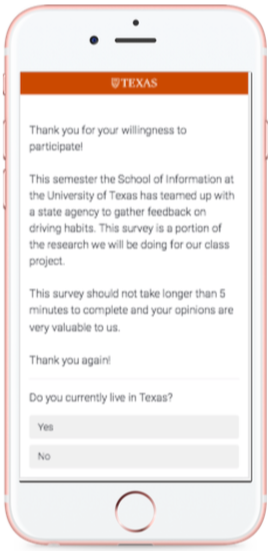 TEXAS
Thank you for your willingness to
participate!
This semester the School of Information at
the University of Texas has teamed up with
a state agency to gather feedback on
driving habits. This survey is a portion of
the research we will be doing for our class
project.
This survey should not take longer than 5
minutes to complete and your opinions are
very valuable to us.
Thank you again!
Do you currently live in Texas?
Yes
No